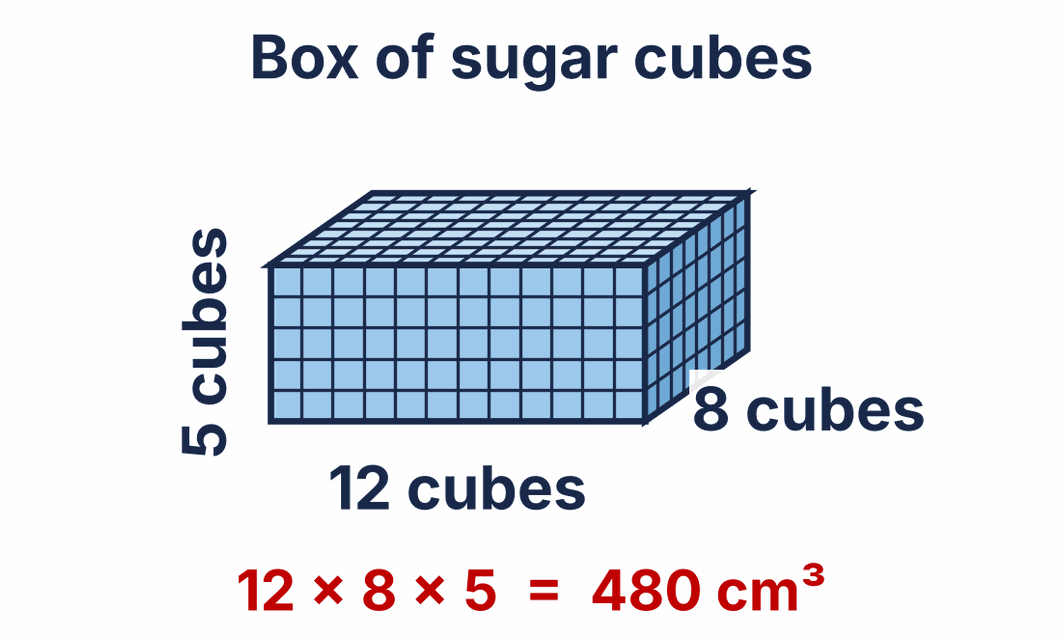 Box of sugar cubes
5 cubes
8 cubes
12 cubes
12 × 8 × 5 = 480 cm³